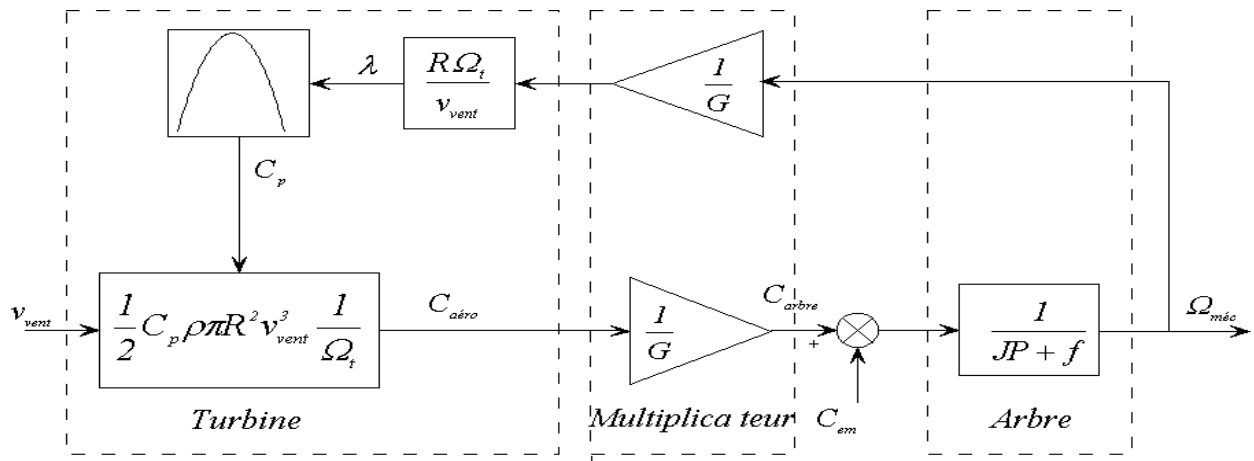 λ
RΩ_t / v_vent
1 / G
C_p
v_vent
1/2 C_p ρπR² v³_vent 1/Ω_t
C_aéro
1 / G
C_arbre
+
C_em
1 / (JP + f)
Ω_méc
Turbine
Multiplica teur
Arbre